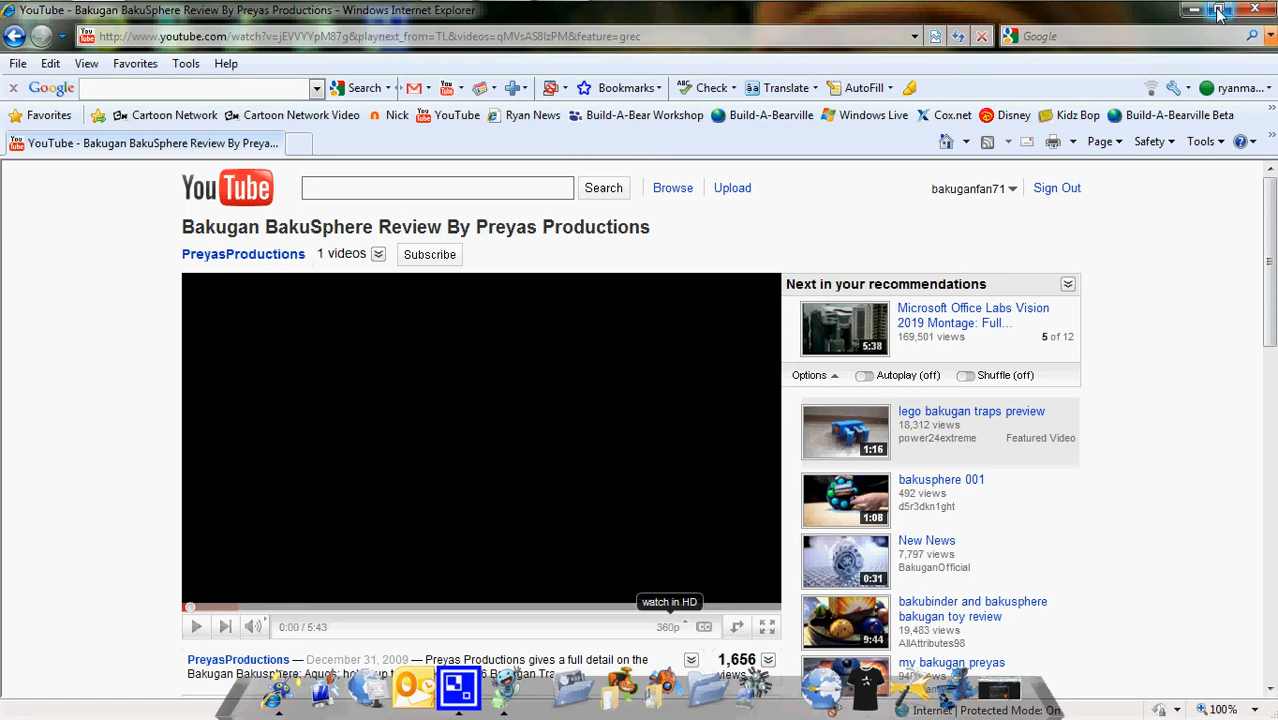 YouTube - Bakugan BakuSphere Review By Preyas Productions - Windows Internet Explorer
http://www.youtube.com/watch?v=jEVVYypM87g&playnext_from=TL&videos=qMVsAS8IzPM&feature=grec
Google
File Edit View Favorites Tools Help
x Google Search Bookmarks Check Translate AutoFill ryanma...
Favorites Cartoon Network Cartoon Network Video Nick YouTube Ryan News Build-A-Bear Workshop Build-A-Bearville Windows Live Cox.net Disney Kidz Bop Build-A-Bearville Beta
YouTube - Bakugan BakuSphere Review By Preya... Page Safety Tools
YouTube Search Browse Upload bakuganfan71 Sign Out
Bakugan BakuSphere Review By Preyas Productions
PreyasProductions 1 videos Subscribe
Next in your recommendations
Microsoft Office Labs Vision
2019 Montage: Full...
169,501 views 5 of 12
5:38
Options Autoplay (off) Shuffle (off)
lego bakugan traps preview
18,312 views
power24extreme Featured Video
1:16
bakusphere 001
492 views
d5r3dkn1ght
1:08
New News
7,797 views
BakuganOfficial
0:31
bakubinder and bakusphere
bakugan toy review
19,483 views
AllAttributes98
9:44
my bakugan preyas
watch in HD
0:00 / 5:43 360p CC
PreyasProductions — December 31, 2009 — Preyas Productions gives a full detail on the
1,656
views
Internet | Protected Mode: On 100%